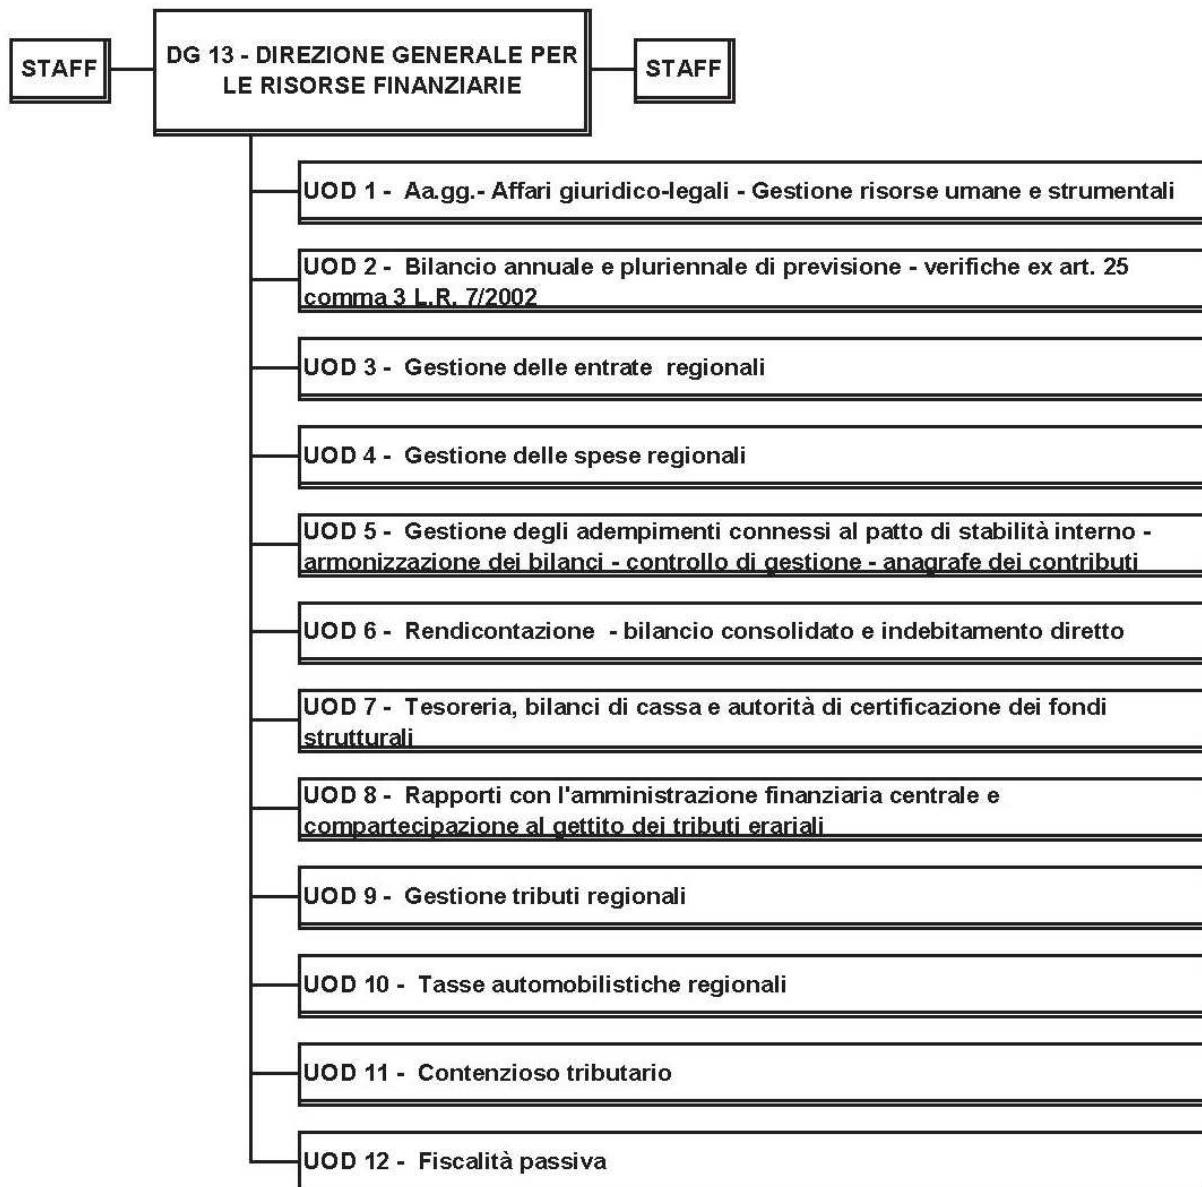 STAFF
DG 13 - DIREZIONE GENERALE PER
LE RISORSE FINANZIARIE
STAFF
UOD 1 - Aa.gg.- Affari giuridico-legali - Gestione risorse umane e strumentali
UOD 2 - Bilancio annuale e pluriennale di previsione - verifiche ex art. 25
comma 3 L.R. 7/2002
UOD 3 - Gestione delle entrate regionali
UOD 4 - Gestione delle spese regionali
UOD 5 - Gestione degli adempimenti connessi al patto di stabilità interno -
armonizzazione dei bilanci - controllo di gestione - anagrafe dei contributi
UOD 6 - Rendicontazione - bilancio consolidato e indebitamento diretto
UOD 7 - Tesoreria, bilanci di cassa e autorità di certificazione dei fondi
strutturali
UOD 8 - Rapporti con l'amministrazione finanziaria centrale e
compartecipazione al gettito dei tributi erariali
UOD 9 - Gestione tributi regionali
UOD 10 - Tasse automobilistiche regionali
UOD 11 - Contenzioso tributario
UOD 12 - Fiscalità passiva